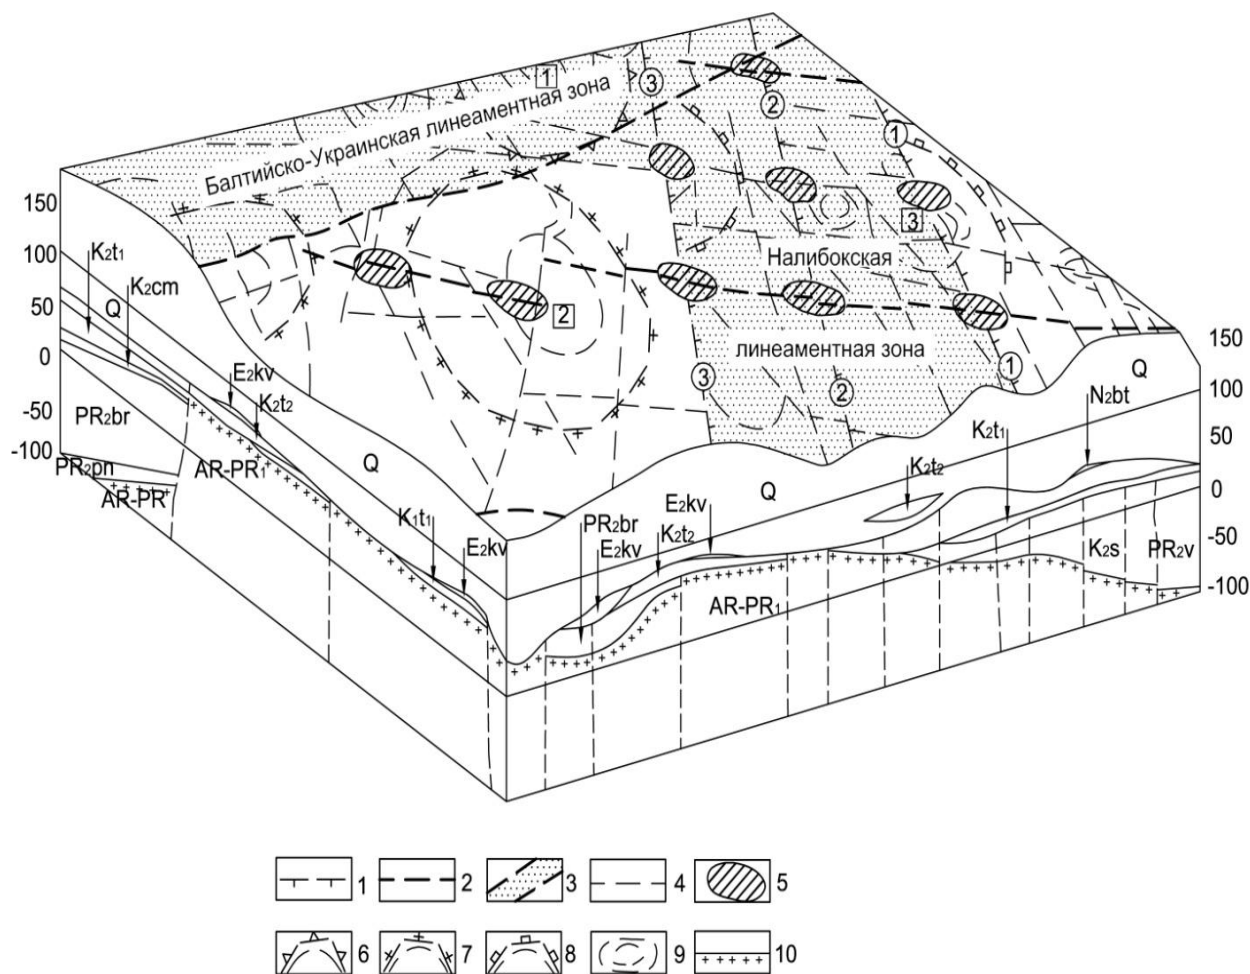 1
3
2
1
Балтийско-Украинская линеаментная зона
3
Налибокская
2
линеаментная зона
3
2
1
150
100
50
0
-50
-100
K₂t₁
K₂cm
Q
E₂kv
K₂t₂
PR₂br
PR₂pn
AR-PR
AR-PR₁
Q
K₁t₁
E₂kv
PR₂br
E₂kv
K₂t₂
E₂kv
Q
K₂t₂
K₂t₁
N₂bt
Q
AR-PR₁
K₂s
PR₂v
150
100
50
0
-50
-100
1
2
3
4
5
6
7
8
9
10